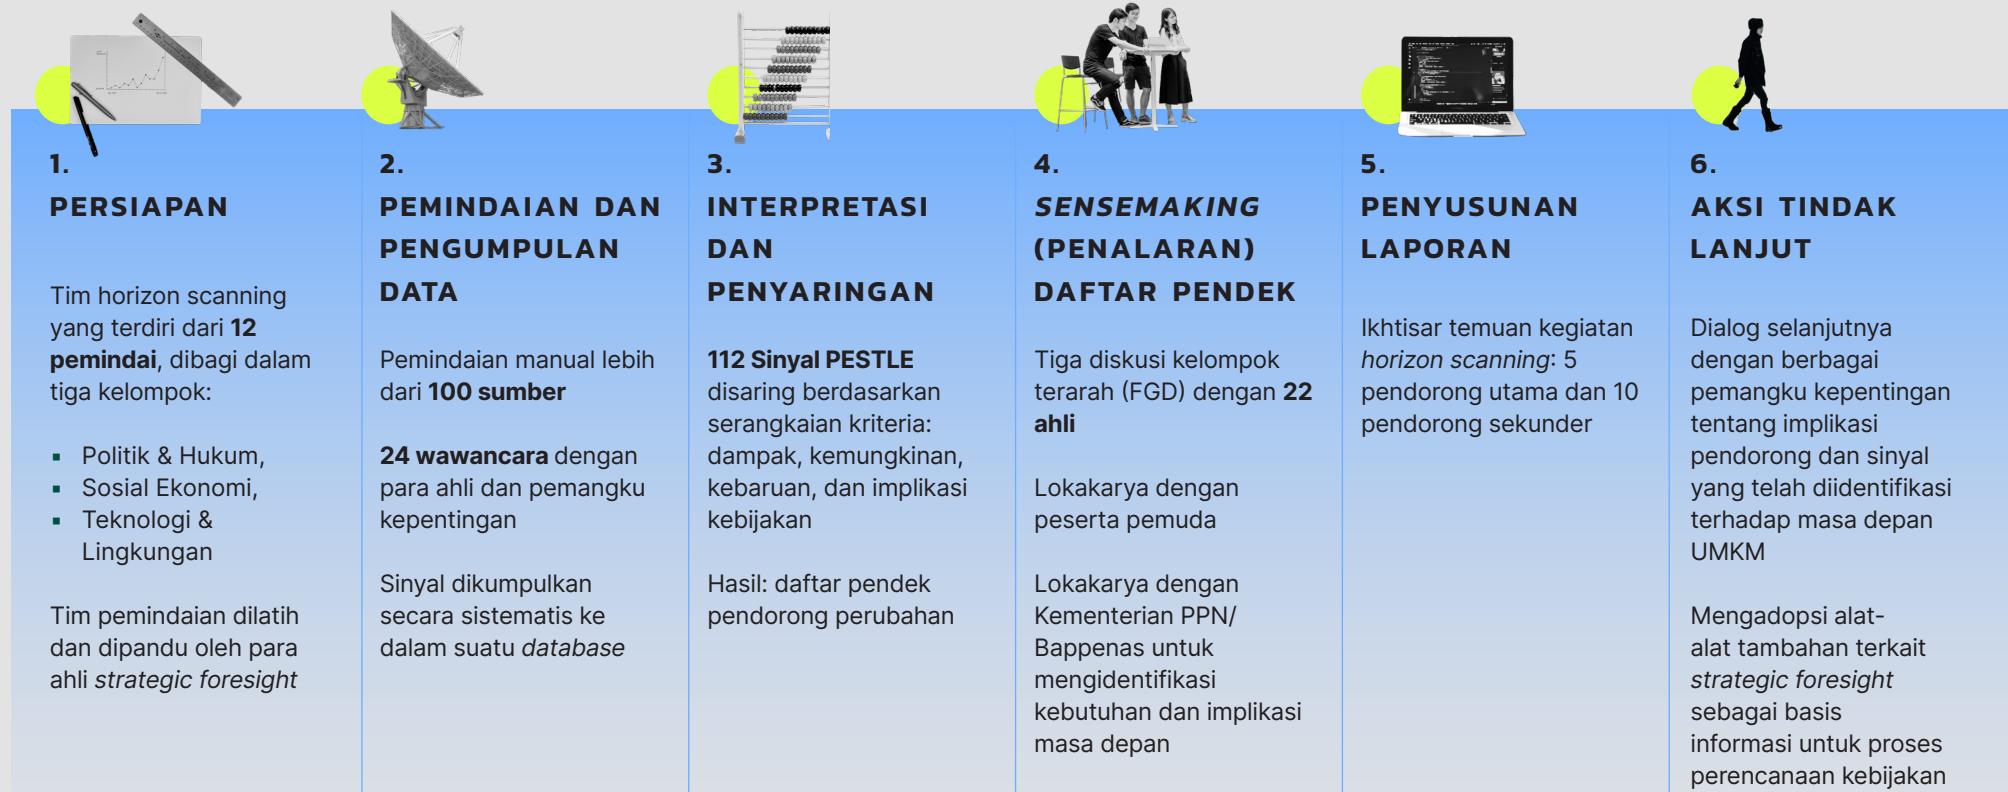 1.
PERSIAPAN
Tim horizon scanning
yang terdiri dari 12
pemindai, dibagi dalam
tiga kelompok:
▪ Politik & Hukum,
▪ Sosial Ekonomi,
▪ Teknologi &
Lingkungan
Tim pemindaian dilatih
dan dipandu oleh para
ahli strategic foresight
2.
PEMINDAIAN DAN
PENGUMPULAN
DATA
Pemindaian manual lebih
dari 100 sumber
24 wawancara dengan
para ahli dan pemangku
kepentingan
Sinyal dikumpulkan
secara sistematis ke
dalam suatu database
3.
INTERPRETASI
DAN
PENYARINGAN
112 Sinyal PESTLE
disaring berdasarkan
serangkaian kriteria:
dampak, kemungkinan,
kebaruan, dan implikasi
kebijakan
Hasil: daftar pendek
pendorong perubahan
4.
SENSEMAKING
(PENALARAN)
DAFTAR PENDEK
Tiga diskusi kelompok
terarah (FGD) dengan 22
ahli
Lokakarya dengan
peserta pemuda
Lokakarya dengan
Kementerian PPN/
Bappenas untuk
mengidentifikasi
kebutuhan dan implikasi
masa depan
5.
PENYUSUNAN
LAPORAN
Ikhtisar temuan kegiatan
horizon scanning: 5
pendorong utama dan 10
pendorong sekunder
6.
AKSI TINDAK
LANJUT
Dialog selanjutnya
dengan berbagai
pemangku kepentingan
tentang implikasi
pendorong dan sinyal
yang telah diidentifikasi
terhadap masa depan
UMKM
Mengadopsi alat-
alat tambahan terkait
strategic foresight
sebagai basis
informasi untuk proses
perencanaan kebijakan